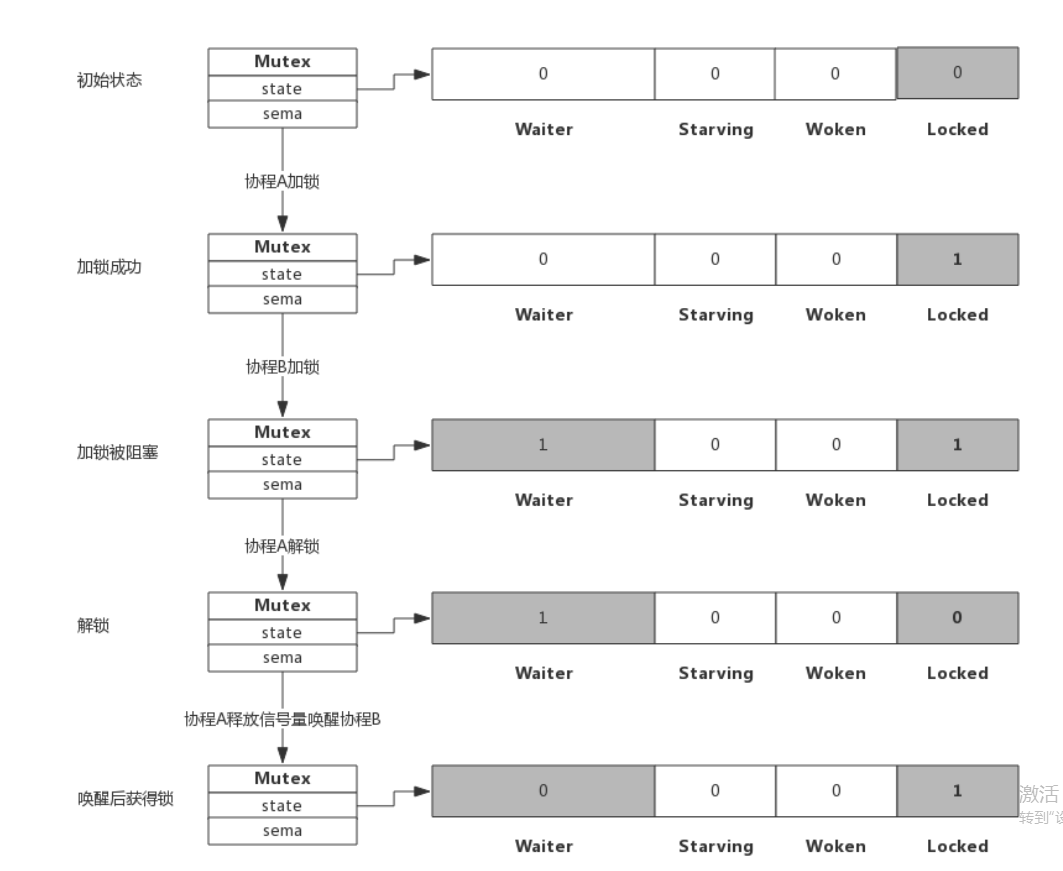 初始状态
Mutex
state
sema
0 0 0 0
Waiter Starving Woken Locked
协程A加锁
加锁成功
Mutex
state
sema
0 0 0 1
Waiter Starving Woken Locked
协程B加锁
加锁被阻塞
Mutex
state
sema
1 0 0 1
Waiter Starving Woken Locked
协程A解锁
解锁
Mutex
state
sema
1 0 0 0
Waiter Starving Woken Locked
协程A释放信号量唤醒协程B
唤醒后获得锁
Mutex
state
sema
0 0 0 1
Waiter Starving Woken Locked
激活
转到"设